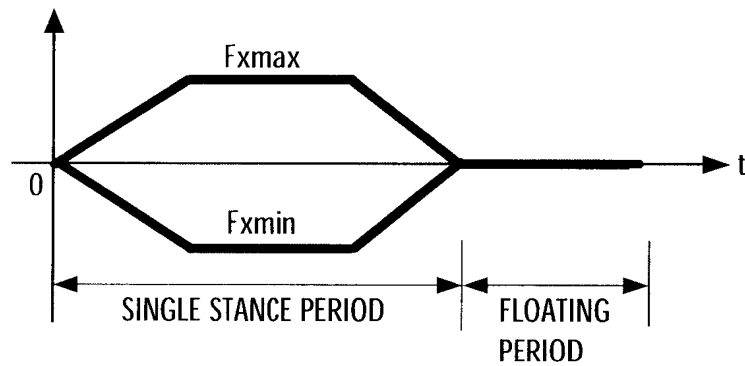 Fxmax
0
t
Fxmin
SINGLE STANCE PERIOD
FLOATING
PERIOD